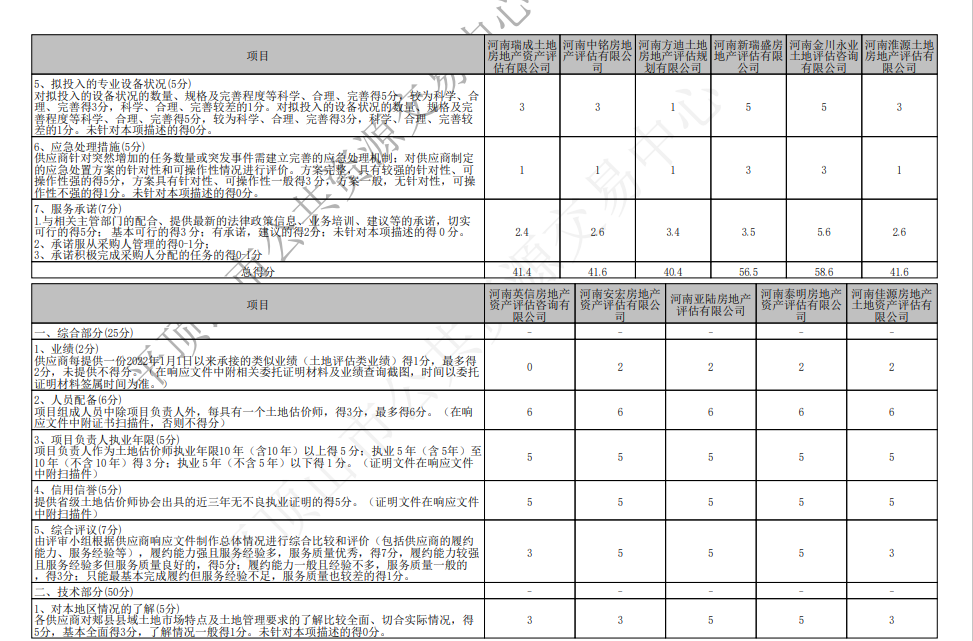 项目
河南瑞成土地房地产资产评估有限公司
河南中铭房地产评估有限公司
河南方迪土地房地产评估规划有限公司
河南新瑞盛房地产评估有限公司
河南金川永业土地评估咨询有限公司
河南淮源土地房地产评估有限公司
5、拟投入的专业设备状况(5分)
对拟投入的设备状况的数量、规格及完善程度等科学、合理、完善得5分，较为科学、合
理、完善得3分，科学、合理、完善较差的1分。对拟投入的设备状况的数量、规格及完
善程度等科学、合理、完善得5分，较为科学、合理、完善得3分，科学、合理、完善较
差的1分。未针对本项描述的得0分。
3 3 1 5 5 3
6、应急处理措施(5分)
供应商针对突然增加的任务数量或突发事件需建立完善的应急处理机制；对供应商制定
的应急处置方案的针对性和可操作性情况进行评价。方案完整，具有较强的针对性、可
操作性强的得5分，方案具有针对性、可操作性一般得3 分，方案一般，无针对性，可操
作性不强的得1分。未针对本项描述的得0分。
1 1 1 3 3 1
7、服务承诺(7分)
1.与相关主管部门的配合、提供最新的法律政策信息、业务培训、建议等的承诺，切实
可行的得5分； 基本可行的得3 分；有承诺，建议的得2分；未针对本项描述的得 0 分。
2、承诺服从采购人管理的得0-1分；
3、承诺积极完成采购人分配的任务的得0-1分
2.4 2.6 3.4 3.5 5.6 2.6
总得分 41.4 41.6 40.4 56.5 58.6 41.6
项目
河南英信房地产资产评估咨询有限公司
河南安宏房地产资产评估有限公司
河南亚陆房地产评估有限公司
河南泰明房地产资产评估有限公司
河南佳源房地产土地资产评估有限公司
一、综合部分(25分) - - - - -
1、业绩(2分)
供应商每提供一份2022年1月1日以来承接的类似业绩（土地评估类业绩）得1分，最多得
2分，未提供不得分。（在响应文件中附相关委托证明材料及业绩查询截图，时间以委托
证明材料签属时间为准。）
0 2 2 2 2
2、人员配备(6分)
项目组成人员中除项目负责人外，每具有一个土地估价师，得3分，最多得6分。（在响
应文件中附证书扫描件，否则不得分）
6 6 6 6 6
3、项目负责人执业年限(5分)
项目负责人作为土地估价师执业年限10 年（含10 年）以上得 5 分；执业 5 年（含 5年）至
10 年（不含 10 年）得 3 分；执业 5 年（不含 5 年）以下得 1 分。（证明文件在响应文件
中附扫描件）
5 5 5 5 5
4、信用信誉(5分)
提供省级土地估价师协会出具的近三年无不良执业证明的得5分。（证明文件在响应文件
中附扫描件）
5 5 5 5 5
5、综合评议(7分)
由评审小组根据供应商响应文件制作总体情况进行综合比较和评价（包括供应商的履约
能力、服务经验等），履约能力强且服务经验多，服务质量优秀，得7分，履约能力较强
且服务经验多但服务质量良好的，得5分；履约能力一般且经验不多，服务质量一般的
，得3分；只能最基本完成履约但服务经验不足，服务质量也较差的得1分。
3 5 5 5 3
二、技术部分(50分) - - - - -
1、对本地区情况的了解(5分)
各供应商对郏县县域土地市场特点及土地管理要求的了解比较全面、切合实际情况，得
5分，基本全面得3分，了解情况一般得1分。未针对本项描述的得0分。
3 3 5 5 3
平顶山市公共资源交易中心
平顶山市公共资源交易中心